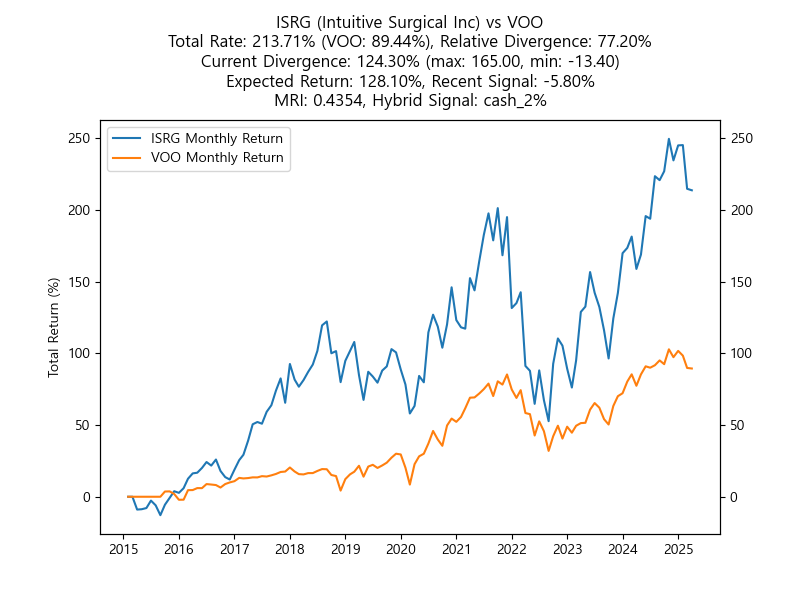 ISRG (Intuitive Surgical Inc) vs VOO
Total Rate: 213.71% (VOO: 89.44%), Relative Divergence: 77.20%
Current Divergence: 124.30% (max: 165.00, min: -13.40)
Expected Return: 128.10%, Recent Signal: -5.80%
MRI: 0.4354, Hybrid Signal: cash_2%
ISRG Monthly Return
VOO Monthly Return
Total Return (%)
250
200
150
100
50
0
250
200
150
100
50
0
2015 2016 2017 2018 2019 2020 2021 2022 2023 2024 2025